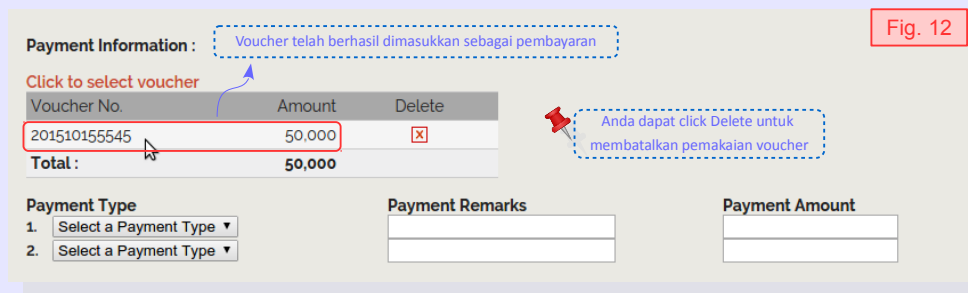 Fig. 12
Payment Information :
Voucher telah berhasil dimasukkan sebagai pembayaran
Click to select voucher
Voucher No. Amount Delete
201510155545 50,000 x
Total : 50,000
Anda dapat click Delete untuk
membatalkan pemakaian voucher
Payment Type Payment Remarks Payment Amount
1. Select a Payment Type
2. Select a Payment Type